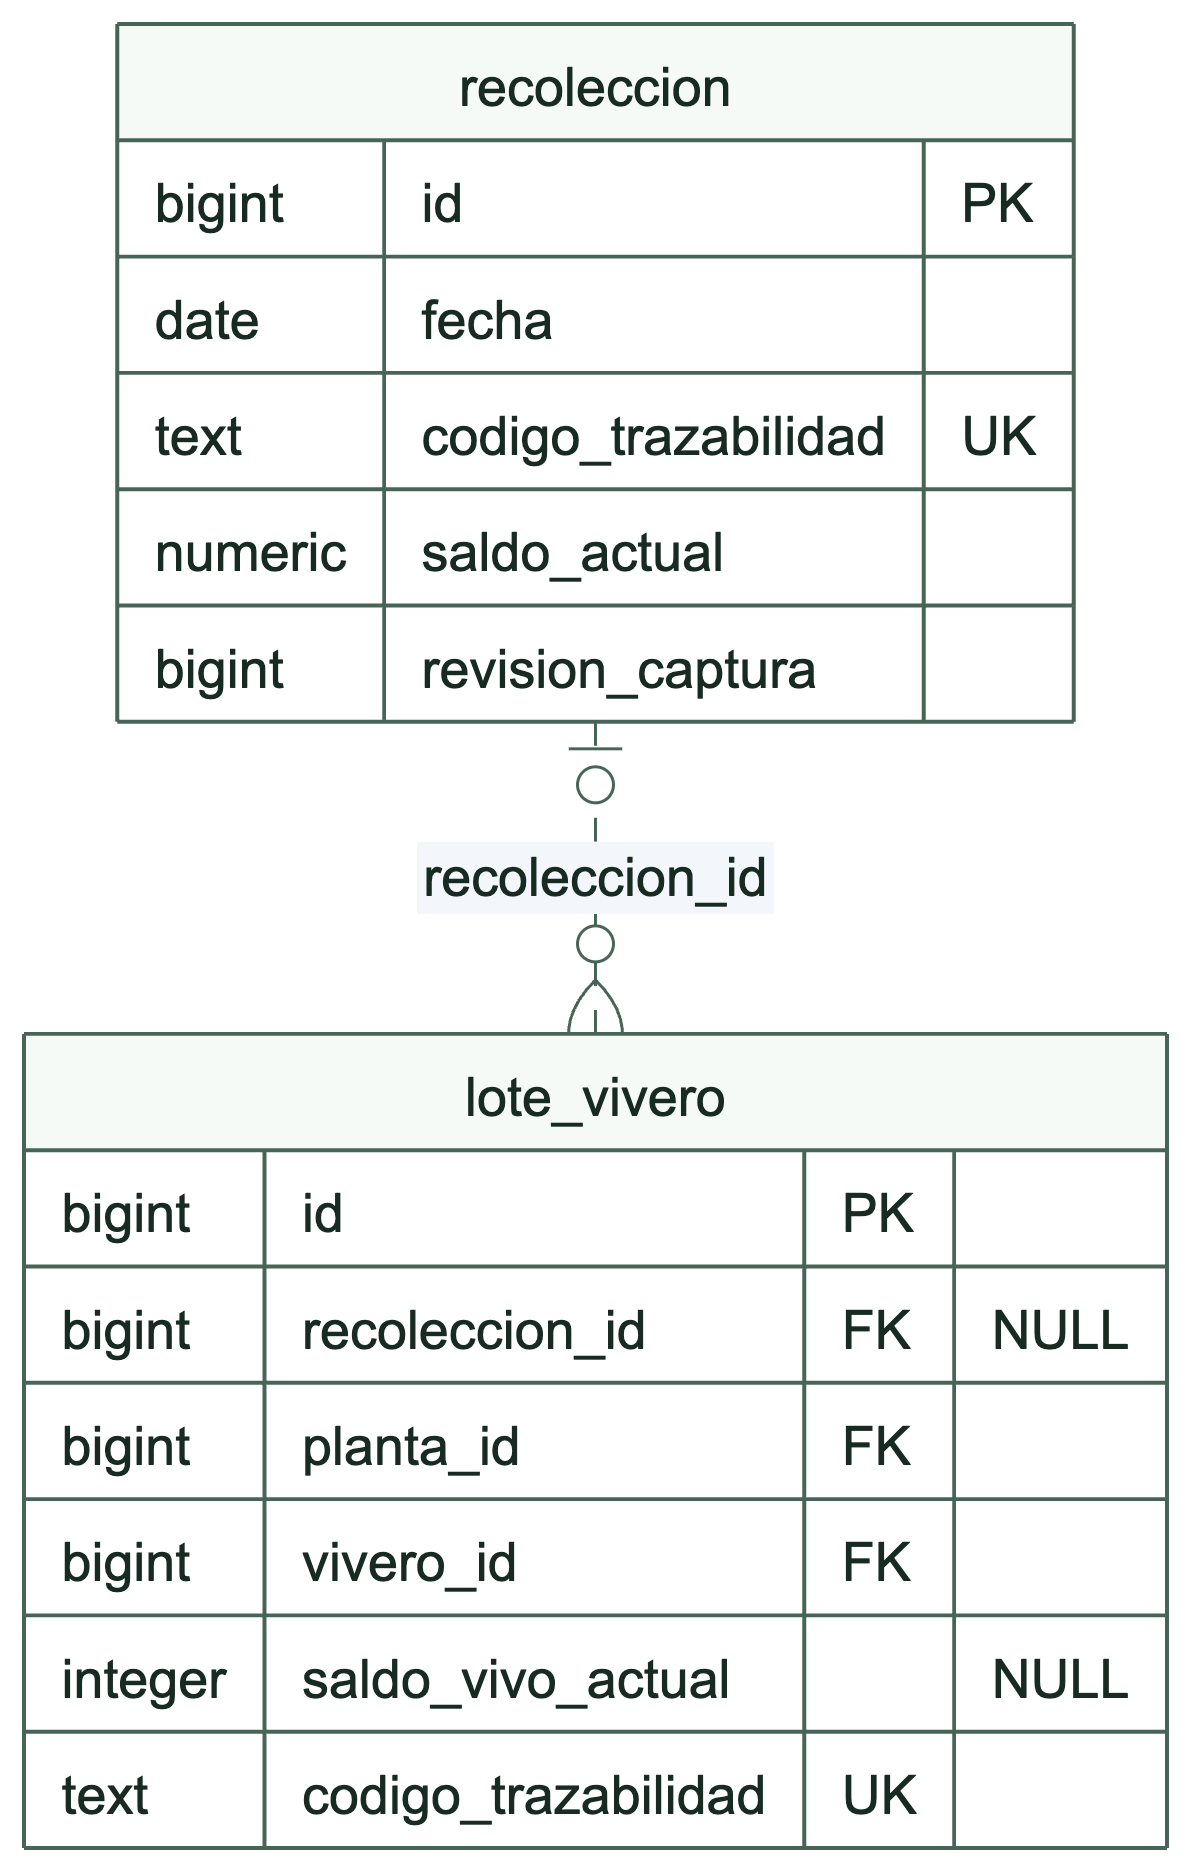 recoleccion
bigint id PK
date fecha
text codigo_trazabilidad UK
numeric saldo_actual
bigint revision_captura
recoleccion_id
lote_vivero
bigint id PK
bigint recoleccion_id FK NULL
bigint planta_id FK
bigint vivero_id FK
integer saldo_vivo_actual NULL
text codigo_trazabilidad UK